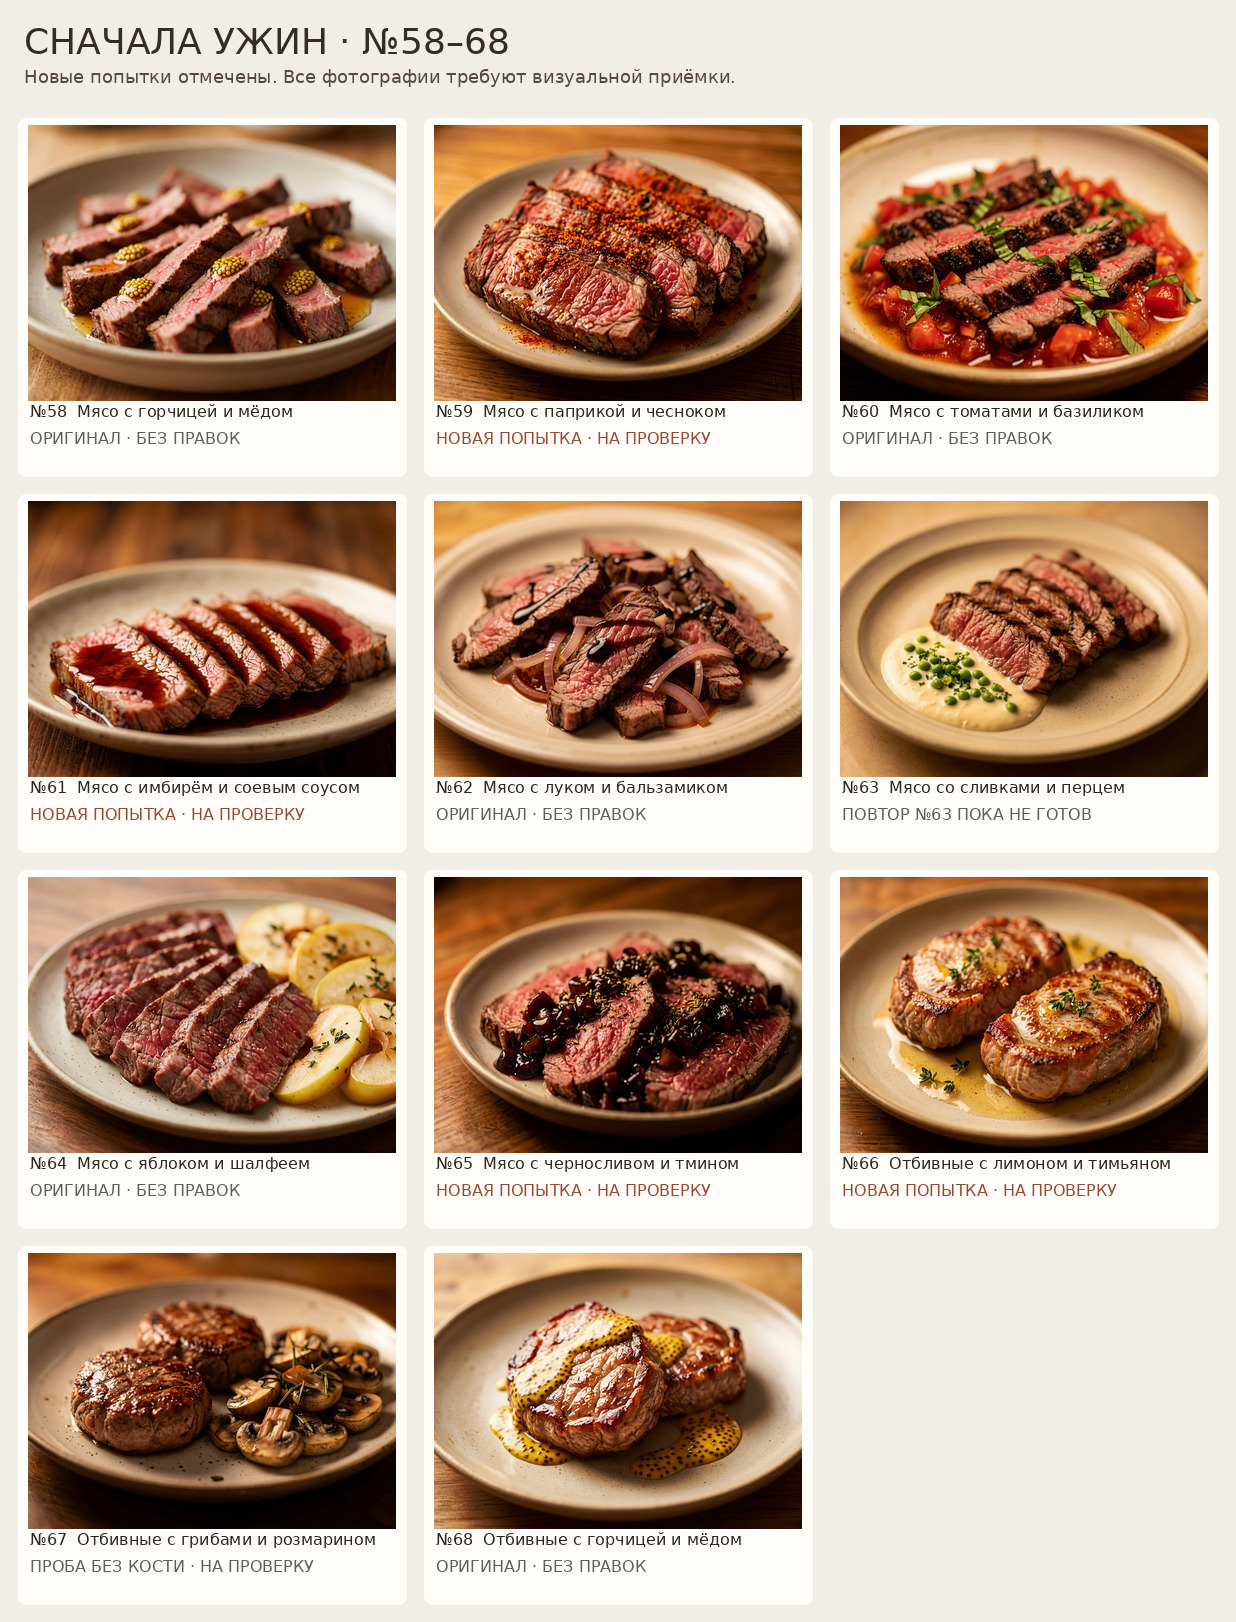 СНАЧАЛА УЖИН · №58–68
Новые попытки отмечены. Все фотографии требуют визуальной приёмки.
№58 Мясо с горчицей и мёдом
ОРИГИНАЛ · БЕЗ ПРАВОК
№59 Мясо с паприкой и чесноком
НОВАЯ ПОПЫТКА · НА ПРОВЕРКУ
№60 Мясо с томатами и базиликом
ОРИГИНАЛ · БЕЗ ПРАВОК
№61 Мясо с имбирём и соевым соусом
НОВАЯ ПОПЫТКА · НА ПРОВЕРКУ
№62 Мясо с луком и бальзамиком
ОРИГИНАЛ · БЕЗ ПРАВОК
№63 Мясо со сливками и перцем
ПОВТОР №63 ПОКА НЕ ГОТОВ
№64 Мясо с яблоком и шалфеем
ОРИГИНАЛ · БЕЗ ПРАВОК
№65 Мясо с черносливом и тмином
НОВАЯ ПОПЫТКА · НА ПРОВЕРКУ
№66 Отбивные с лимоном и тимьяном
НОВАЯ ПОПЫТКА · НА ПРОВЕРКУ
№67 Отбивные с грибами и розмарином
ПРОБА БЕЗ КОСТИ · НА ПРОВЕРКУ
№68 Отбивные с горчицей и мёдом
ОРИГИНАЛ · БЕЗ ПРАВОК